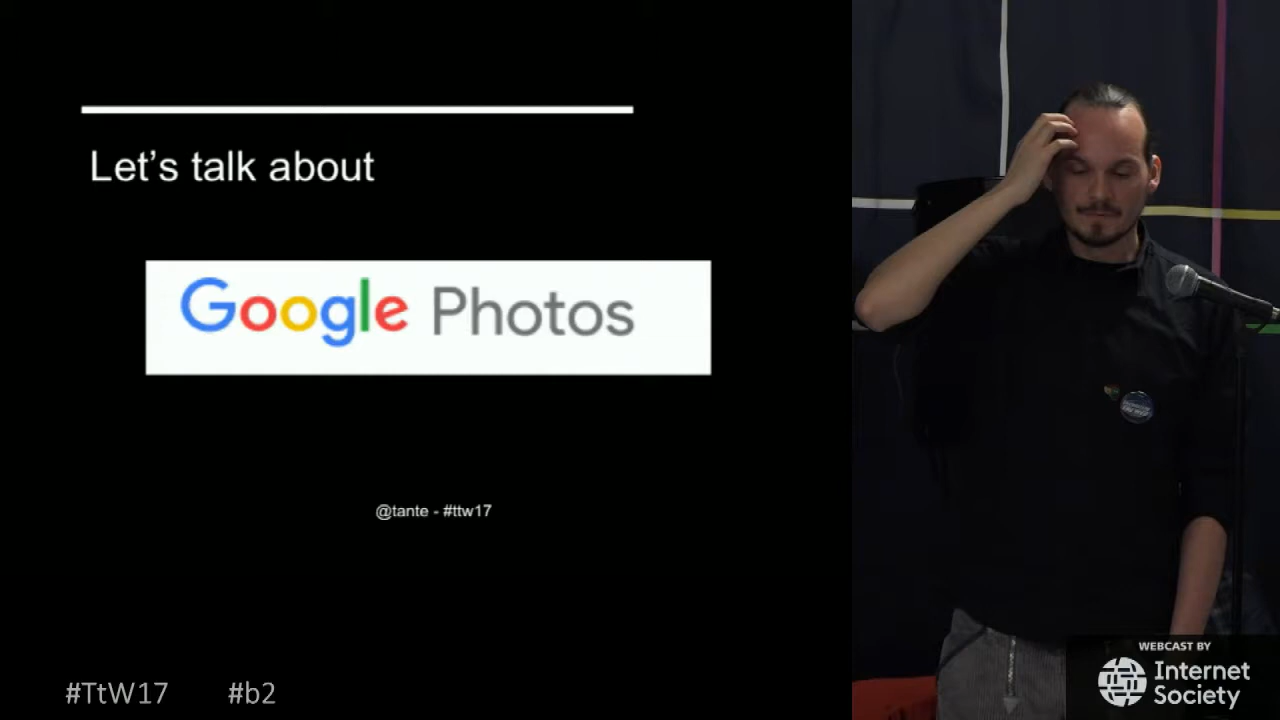 Let's talk about
Google Photos
@tante - #ttw17
#TtW17 #b2
WEBCAST BY
Internet
Society